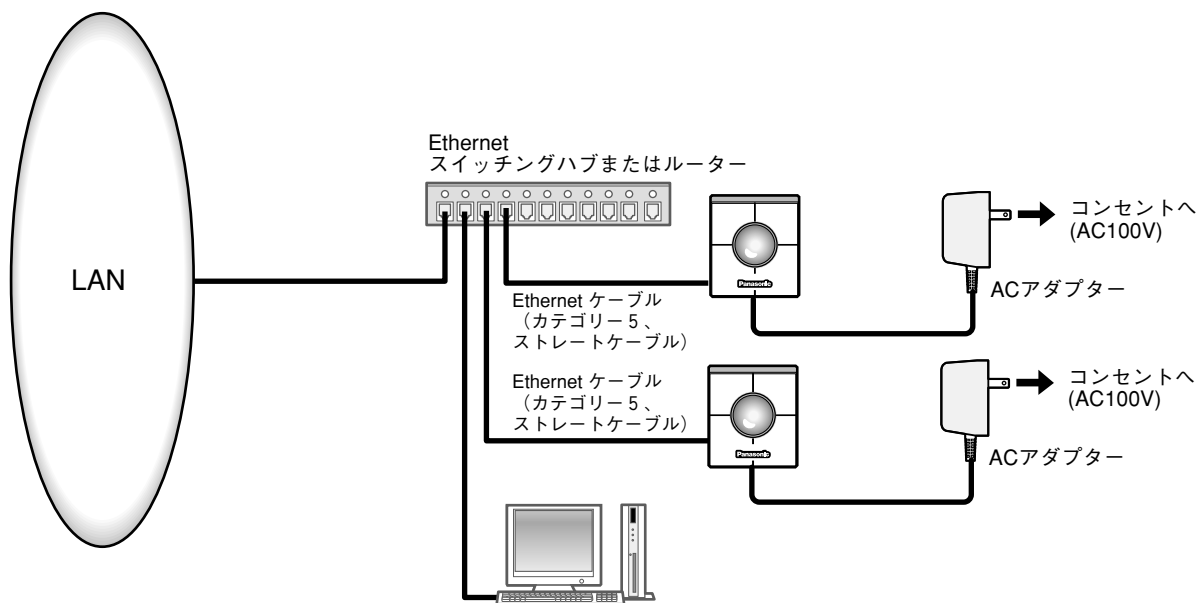 Ethernet
スイッチングハブまたはルーター
LAN
コンセントへ
(AC100V)
Panasonic
ACアダプター
Ethernet ケーブル
（カテゴリー5、
ストレートケーブル）
Ethernet ケーブル
（カテゴリー5、
ストレートケーブル）
コンセントへ
(AC100V)
Panasonic
ACアダプター